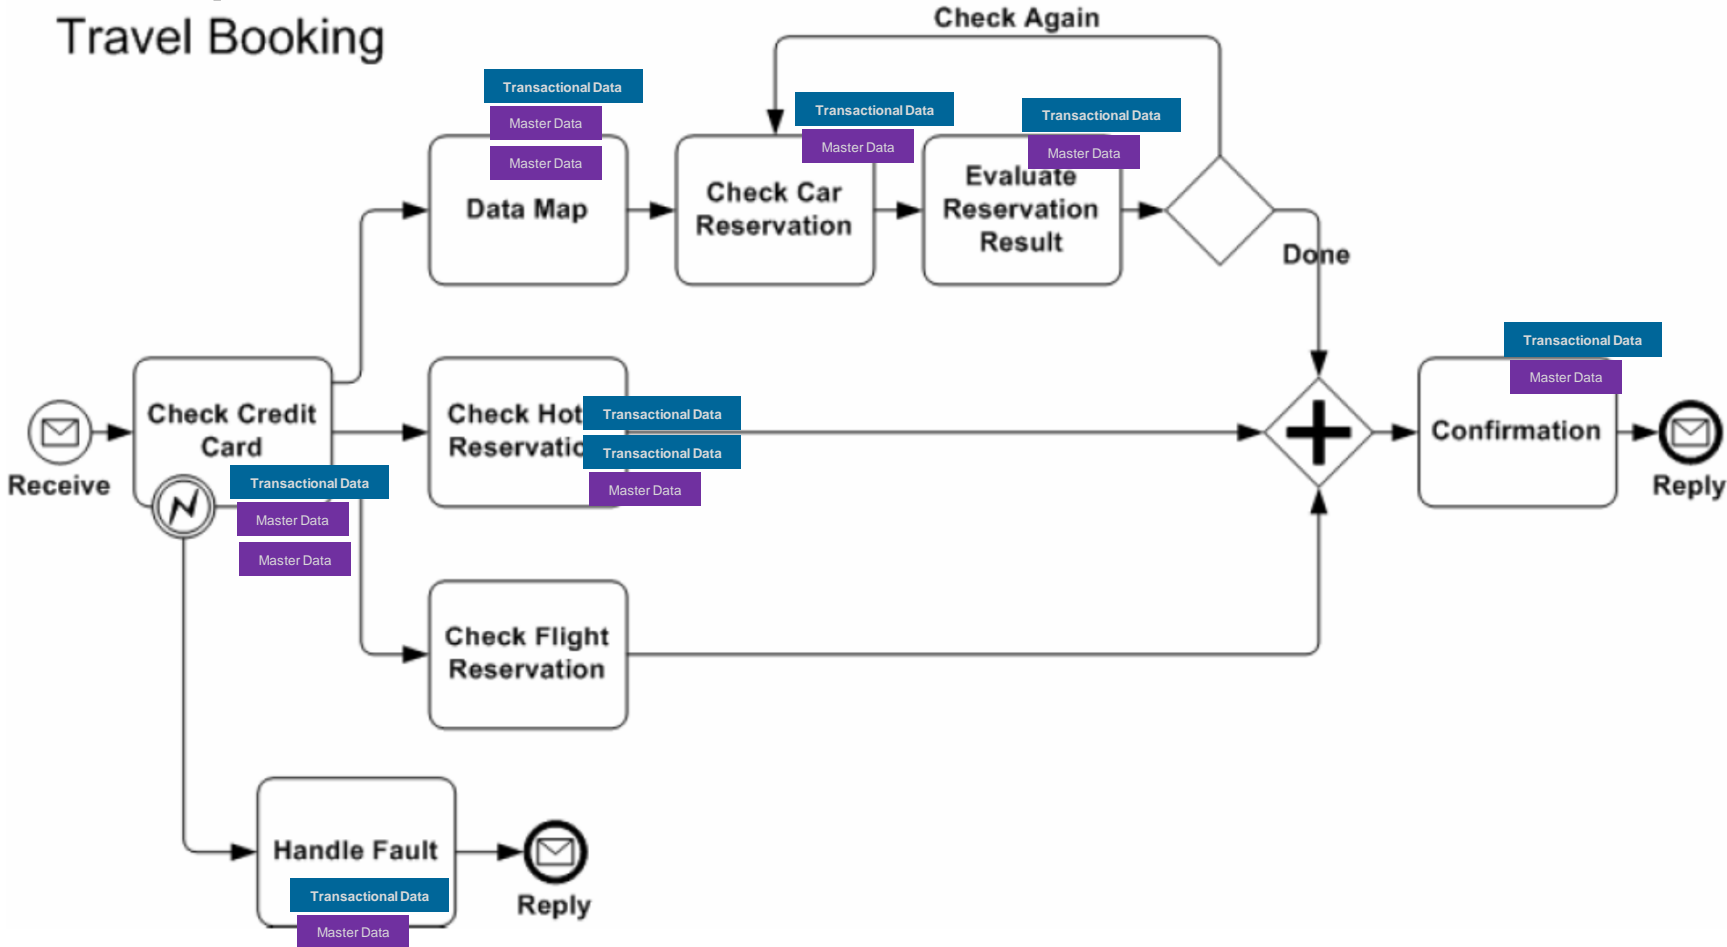 Travel Booking
Check Again
Transactional Data
Master Data
Master Data
Data Map
Transactional Data
Master Data
Check Car
Reservation
Transactional Data
Master Data
Evaluate
Reservation
Result
Done
Receive
Check Credit
Card
Transactional Data
Master Data
Master Data
Check
Transactional Data
Transactional Data
Master Data
Check Flight
Reservation
Transactional Data
Master Data
Confirmation
Reply
Handle Fault
Transactional Data
Master Data
Reply